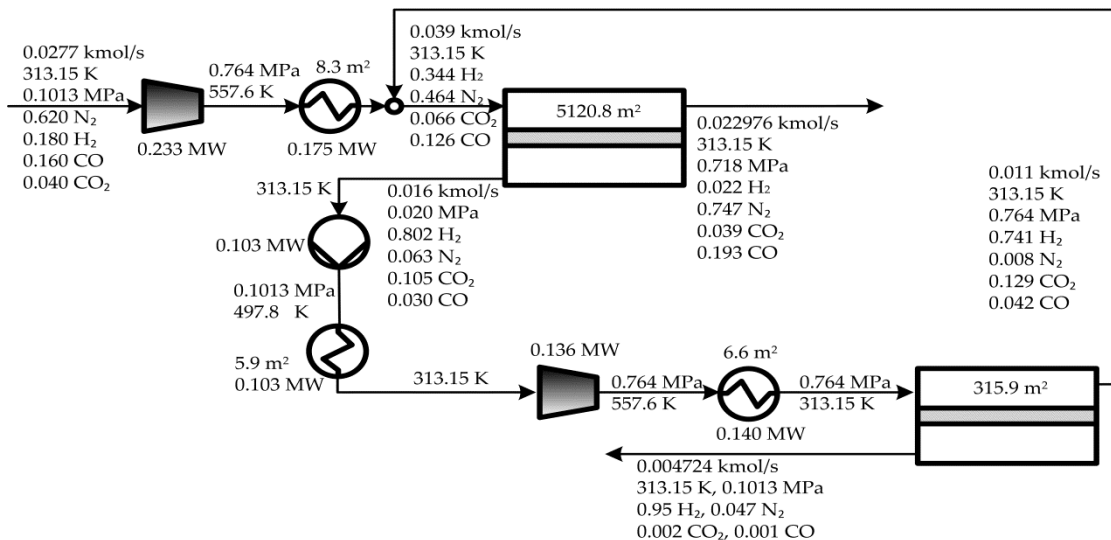 0.0277 kmol/s
313.15 K
0.1013 MPa
0.620 N₂
0.180 H₂
0.160 CO
0.040 CO₂
0.233 MW
0.764 MPa
557.6 K
8.3 m²
0.175 MW
0.039 kmol/s
313.15 K
0.344 H₂
0.464 N₂
0.066 CO₂
0.126 CO
5120.8 m²
0.022976 kmol/s
313.15 K
0.718 MPa
0.022 H₂
0.747 N₂
0.039 CO₂
0.193 CO
0.011 kmol/s
313.15 K
0.764 MPa
0.741 H₂
0.008 N₂
0.129 CO₂
0.042 CO
313.15 K
0.016 kmol/s
0.020 MPa
0.802 H₂
0.063 N₂
0.105 CO₂
0.030 CO
0.103 MW
0.1013 MPa
497.8 K
5.9 m²
0.103 MW
313.15 K
0.136 MW
0.764 MPa
557.6 K
6.6 m²
0.140 MW
0.764 MPa
313.15 K
315.9 m²
0.004724 kmol/s
313.15 K, 0.1013 MPa
0.95 H₂, 0.047 N₂
0.002 CO₂, 0.001 CO